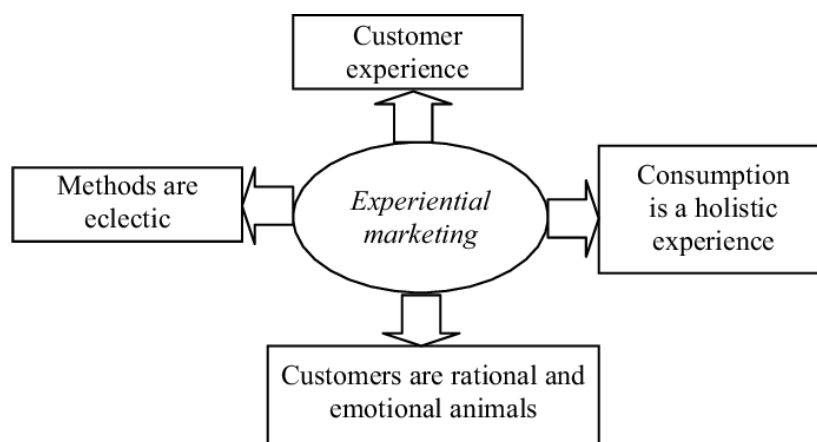 Customer
experience
Methods are
eclectic
Experiential
marketing
Consumption
is a holistic
experience
Customers are rational and
emotional animals